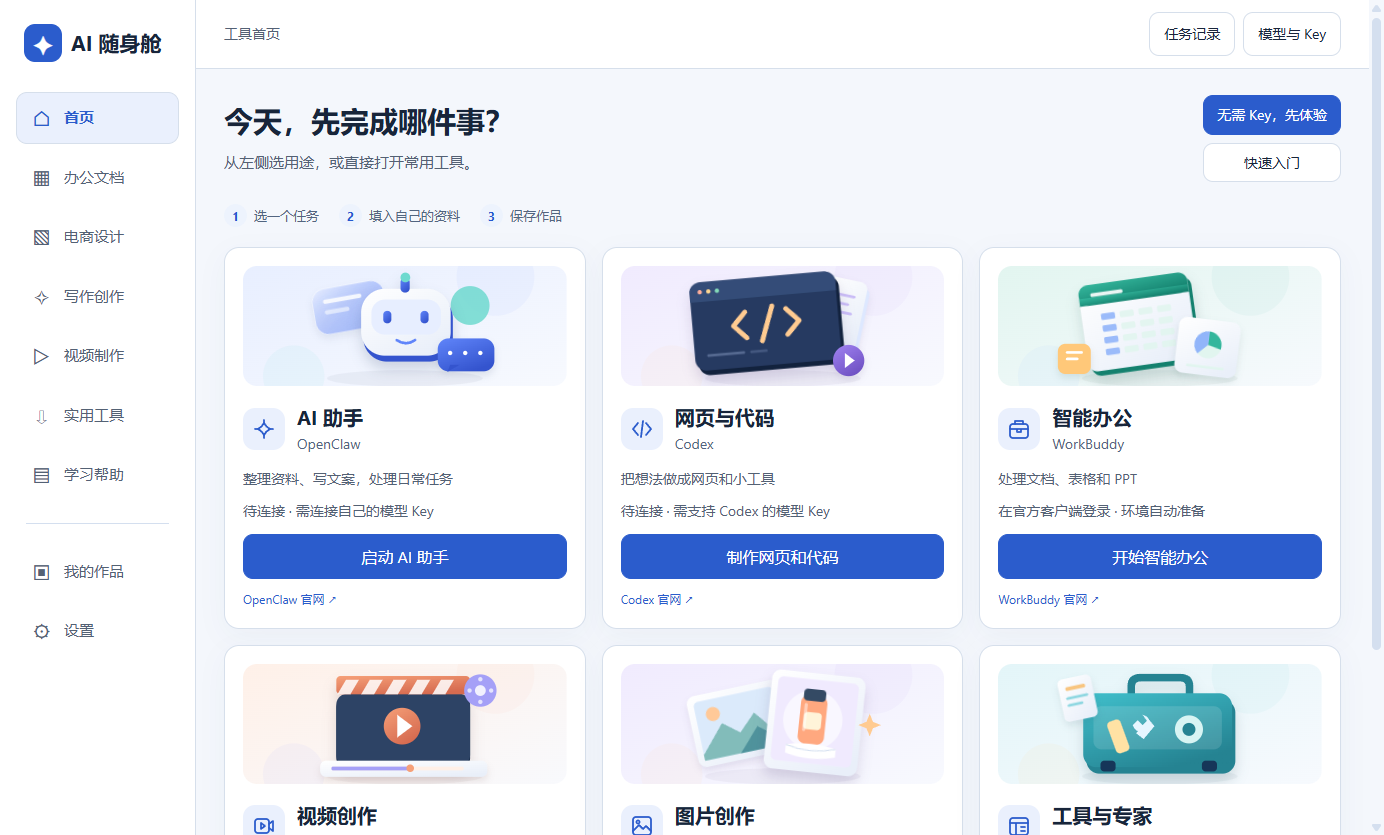 AI 随身舱
首页
办公文档
电商设计
写作创作
视频制作
实用工具
学习帮助
我的作品
设置
工具首页
任务记录
模型与 Key
今天，先完成哪件事？
从左侧选用途，或直接打开常用工具。
无需 Key，先体验
快速入门
1 选一个任务 2 填入自己的资料 3 保存作品
AI 助手
OpenClaw
整理资料、写文案，处理日常任务
待连接 · 需连接自己的模型 Key
启动 AI 助手
OpenClaw 官网 ↗
网页与代码
Codex
把想法做成网页和小工具
待连接 · 需支持 Codex 的模型 Key
制作网页和代码
Codex 官网 ↗
智能办公
WorkBuddy
处理文档、表格和 PPT
在官方客户端登录 · 环境自动准备
开始智能办公
WorkBuddy 官网 ↗
视频创作
图片创作
工具与专家